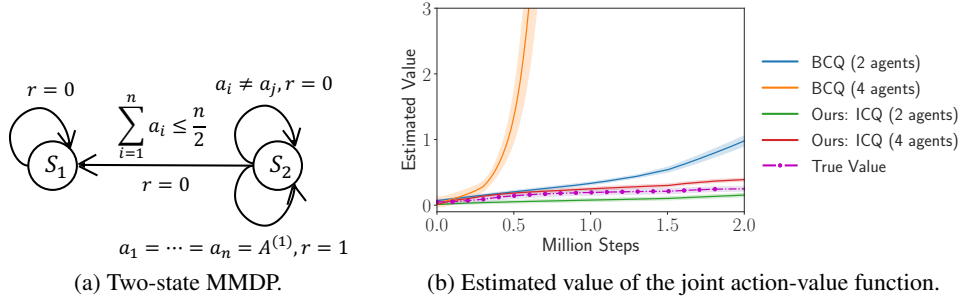 r = 0
\sum_{i=1}^{n} a_i ≤ \frac{n}{2}
a_i ≠ a_j, r = 0
S_1
S_2
r = 0
a_1 = ⋯ = a_n = A^{(1)}, r = 1
(a) Two-state MMDP.
Estimated Value
3
2
1
0
0.0 0.5 1.0 1.5 2.0
Million Steps
BCQ (2 agents)
BCQ (4 agents)
Ours: ICQ (2 agents)
Ours: ICQ (4 agents)
True Value
(b) Estimated value of the joint action-value function.